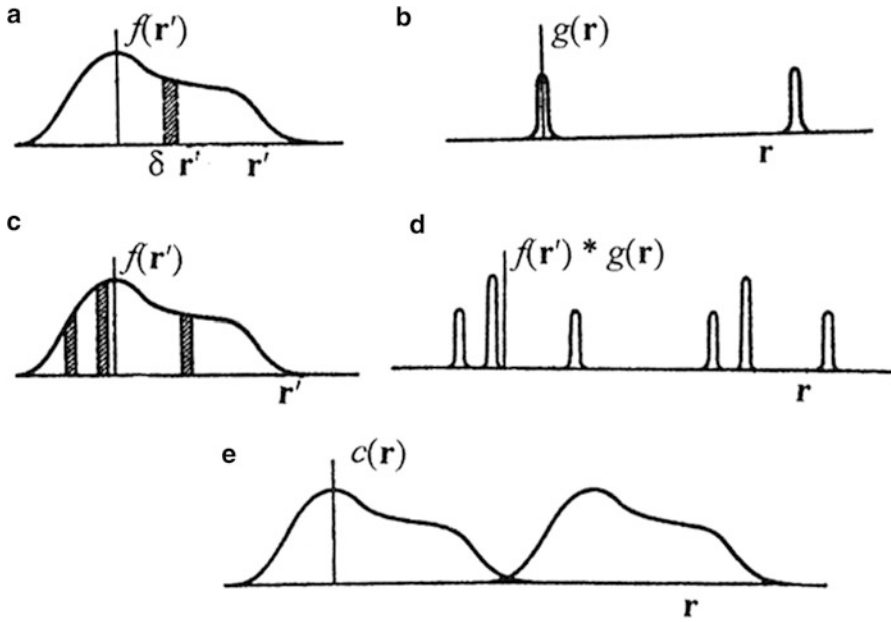 a
f(r′)
δ r′ r′
b
g(r)
r
c
f(r′)
r′
d
f(r′) * g(r)
r
e
c(r)
r